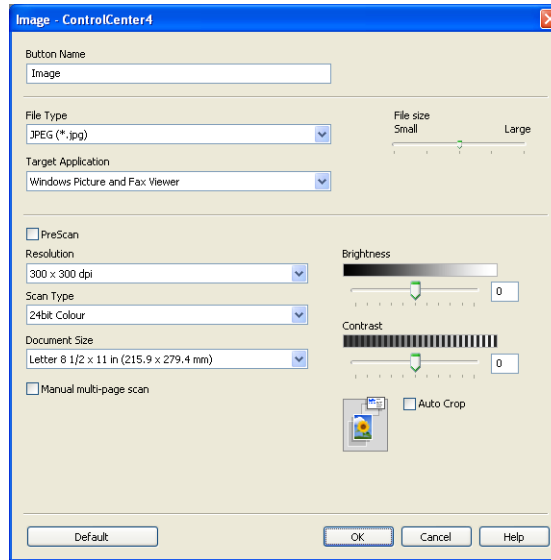 Image - ControlCenter4
Button Name
Image
File Type
JPEG (*.jpg)
File size
Small Large
Target Application
Windows Picture and Fax Viewer
PreScan
Resolution
300 x 300 dpi
Brightness
0
Scan Type
24bit Colour
Contrast
0
Document Size
Letter 8 1/2 x 11 in (215.9 x 279.4 mm)
Manual multi-page scan
Auto Crop
Default OK Cancel Help